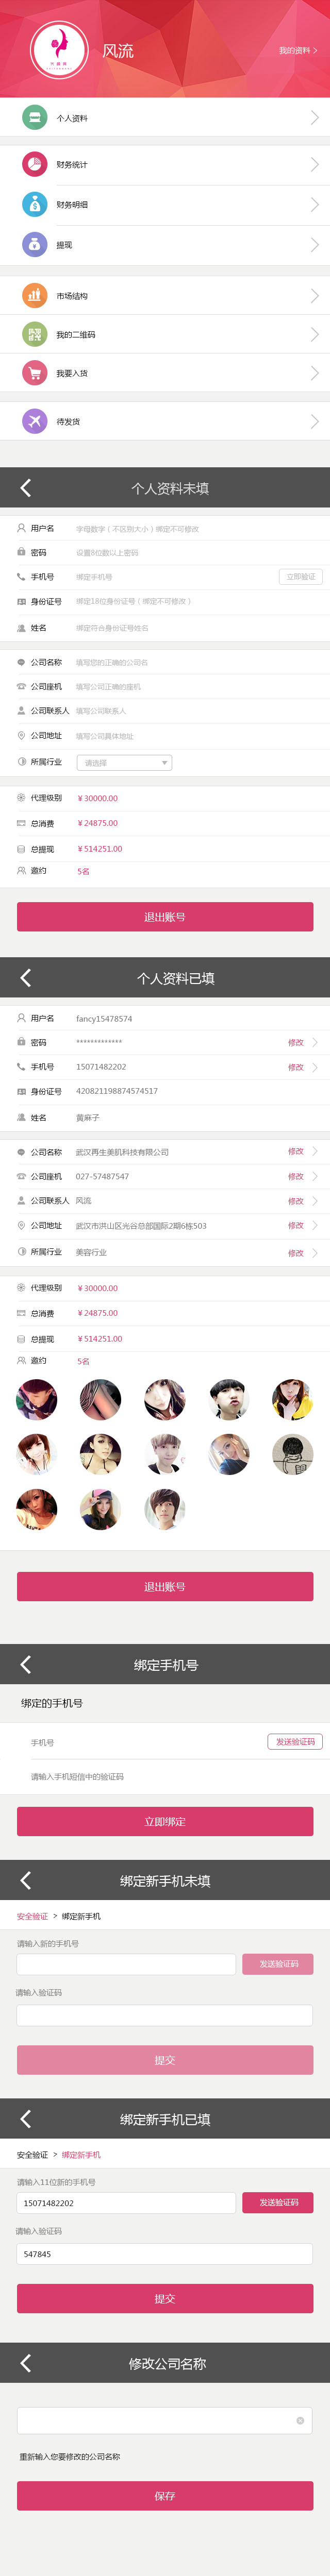 风流
我的资料 >
个人资料
财务统计
财务明细
提现
市场结构
我的二维码
我要入货
待发货
个人资料未填
用户名 字母数字（不区别大小）绑定不可修改
密码 设置8位数以上密码
手机号 绑定手机号 立即验证
身份证号 绑定18位身份证号（绑定不可修改）
姓名 绑定符合身份证号姓名
公司名称 填写您的正确的公司名
公司座机 填写公司正确的座机
公司联系人 填写公司联系人
公司地址 填写公司具体地址
所属行业 请选择
代理级别 ¥30000.00
总消费 ¥24875.00
总提现 ¥514251.00
邀约 5名
退出账号
个人资料已填
用户名 fancy15478574
密码 ************* 修改
手机号 15071482202 修改
身份证号 420821198874574517
姓名 黄麻子
公司名称 武汉再生美肌科技有限公司 修改
公司座机 027-57487547 修改
公司联系人 风流 修改
公司地址 武汉市洪山区光谷总部国际2期6栋503 修改
所属行业 美容行业 修改
代理级别 ¥30000.00
总消费 ¥24875.00
总提现 ¥514251.00
邀约 5名
退出账号
绑定手机号
绑定的手机号
手机号 发送验证码
请输入手机短信中的验证码
立即绑定
绑定新手机未填
安全验证 > 绑定新手机
请输入新的手机号
发送验证码
请输入验证码
提交
绑定新手机已填
安全验证 > 绑定新手机
请输入11位新的手机号
15071482202 发送验证码
请输入验证码
547845
提交
修改公司名称
重新输入您要修改的公司名称
保存